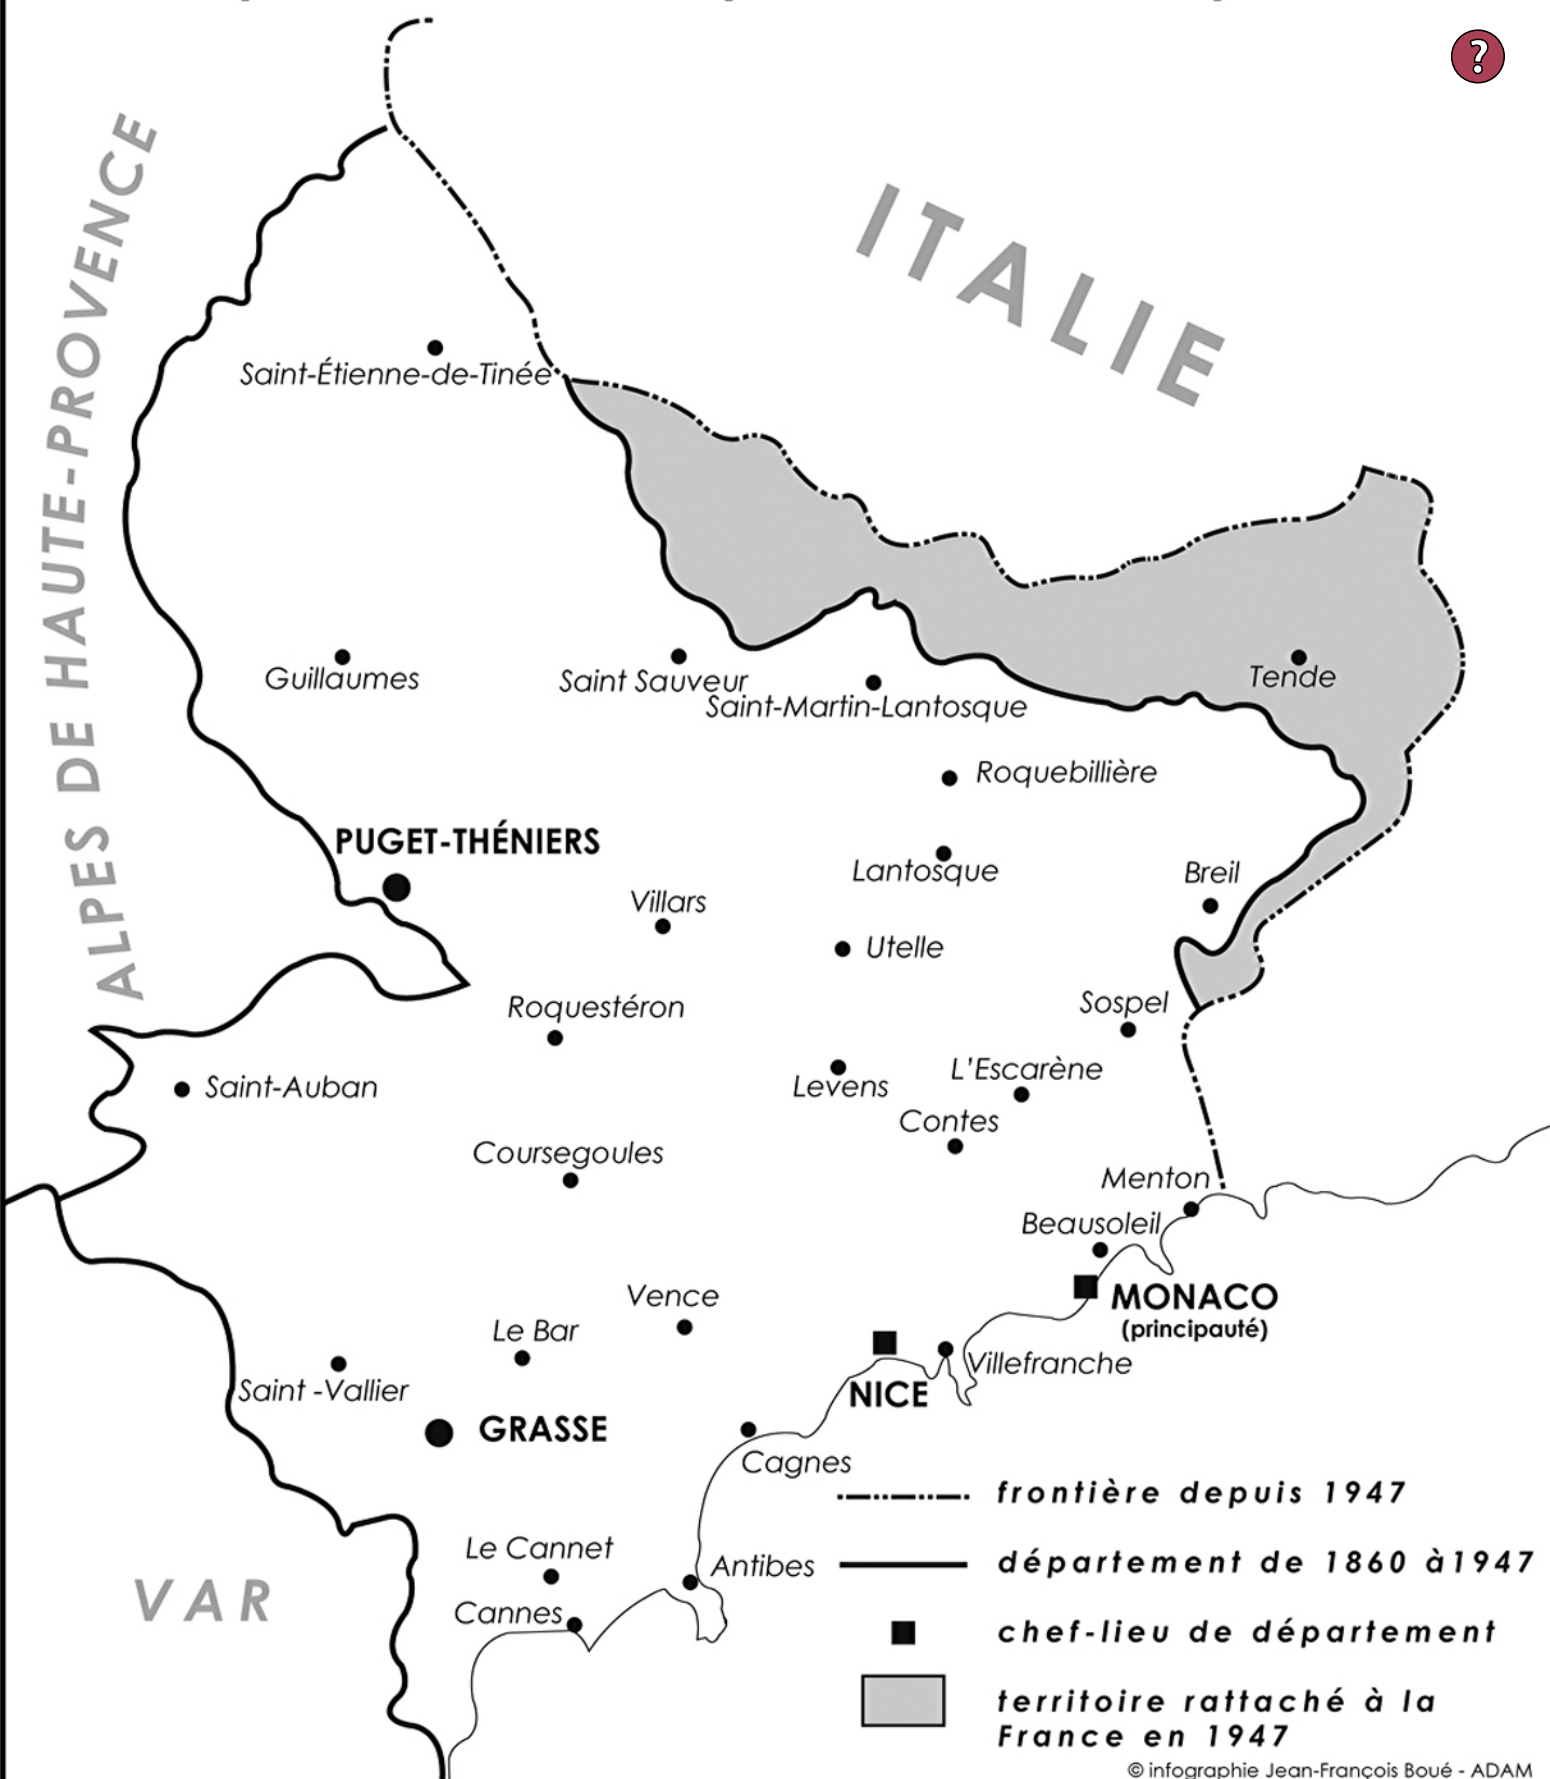 ?
ALPES DE HAUTE-PROVENCE
ITALIE
Saint-Étienne-de-Tinée
Guillaumes
Saint Sauveur
Saint-Martin-Lantosque
Tende
Roquebillière
PUGET-THÉNIERS
Lantosque
Breil
Villars
Utelle
Roquestéron
Sospel
Saint-Auban
Levens
L'Escarène
Contes
Coursegoules
Menton
Beausoleil
Vence
MONACO
(principauté)
Le Bar
Villefranche
Saint -Vallier
NICE
GRASSE
Cagnes
frontière depuis 1947
Le Cannet
Antibes
département de 1860 à1947
VAR
Cannes
chef-lieu de département
territoire rattaché à la
France en 1947
© infographie Jean-François Boué - ADAM